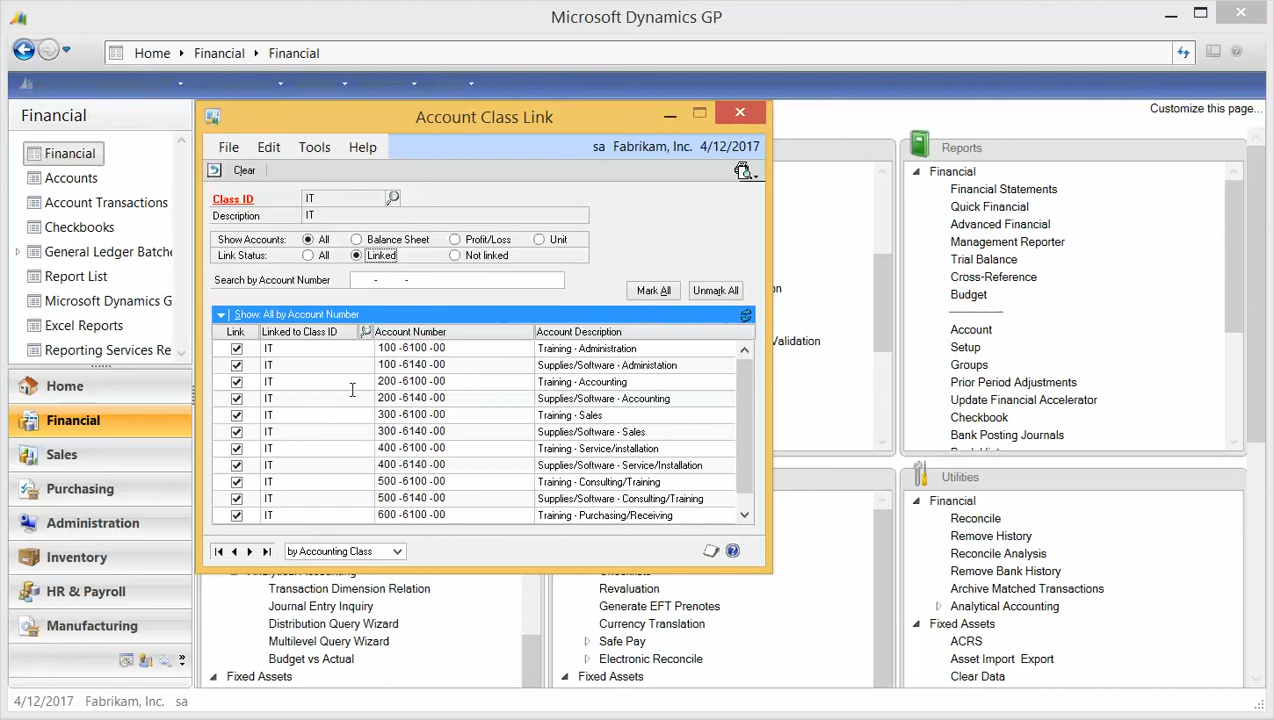 Microsoft Dynamics GP
Home Financial Financial
Customize this page...
Financial
Financial
Accounts
Account Transactions
Checkbooks
General Ledger Batche
Report List
Microsoft Dynamics G
Excel Reports
Reporting Services Re
Home
Financial
Sales
Purchasing
Administration
Inventory
HR & Payroll
Manufacturing
Account Class Link
File Edit Tools Help
sa Fabrikam, Inc. 4/12/2017
Clear
Class ID IT
Description IT
Show Accounts: All Balance Sheet Profit/Loss Unit
Link Status: All Linked Not linked
Search by Account Number - -
Mark All Unmark All
Show: All by Account Number
Link Linked to Class ID Account Number Account Description
IT 100 -6100 -00 Training - Administration
IT 100 -6140 -00 Supplies/Software - Administation
IT 200 -6100 -00 Training - Accounting
IT 200 -6140 -00 Supplies/Software - Accounting
IT 300 -6100 -00 Training - Sales
IT 300 -6140 -00 Supplies/Software - Sales
IT 400 -6100 -00 Training - Service/installation
IT 400 -6140 -00 Supplies/Software - Service/Installation
IT 500 -6100 -00 Training - Consulting/Training
IT 500 -6140 -00 Supplies/Software - Consulting/Training
IT 600 -6100 -00 Training - Purchasing/Receiving
by Accounting Class
Transaction Dimension Relation
Journal Entry Inquiry
Distribution Query Wizard
Multilevel Query Wizard
Budget vs Actual
Fixed Assets
Validation
Revaluation
Generate EFT Prenotes
Currency Translation
Safe Pay
Electronic Reconcile
Fixed Assets
Reports
Financial
Financial Statements
Quick Financial
Advanced Financial
Management Reporter
Trial Balance
Cross-Reference
Budget
Account
Setup
Groups
Prior Period Adjustments
Update Financial Accelerator
Checkbook
Bank Posting Journals
Utilities
Financial
Reconcile
Remove History
Reconcile Analysis
Remove Bank History
Archive Matched Transactions
Analytical Accounting
Fixed Assets
ACRS
Asset Import Export
Clear Data
4/12/2017 Fabrikam, Inc. sa